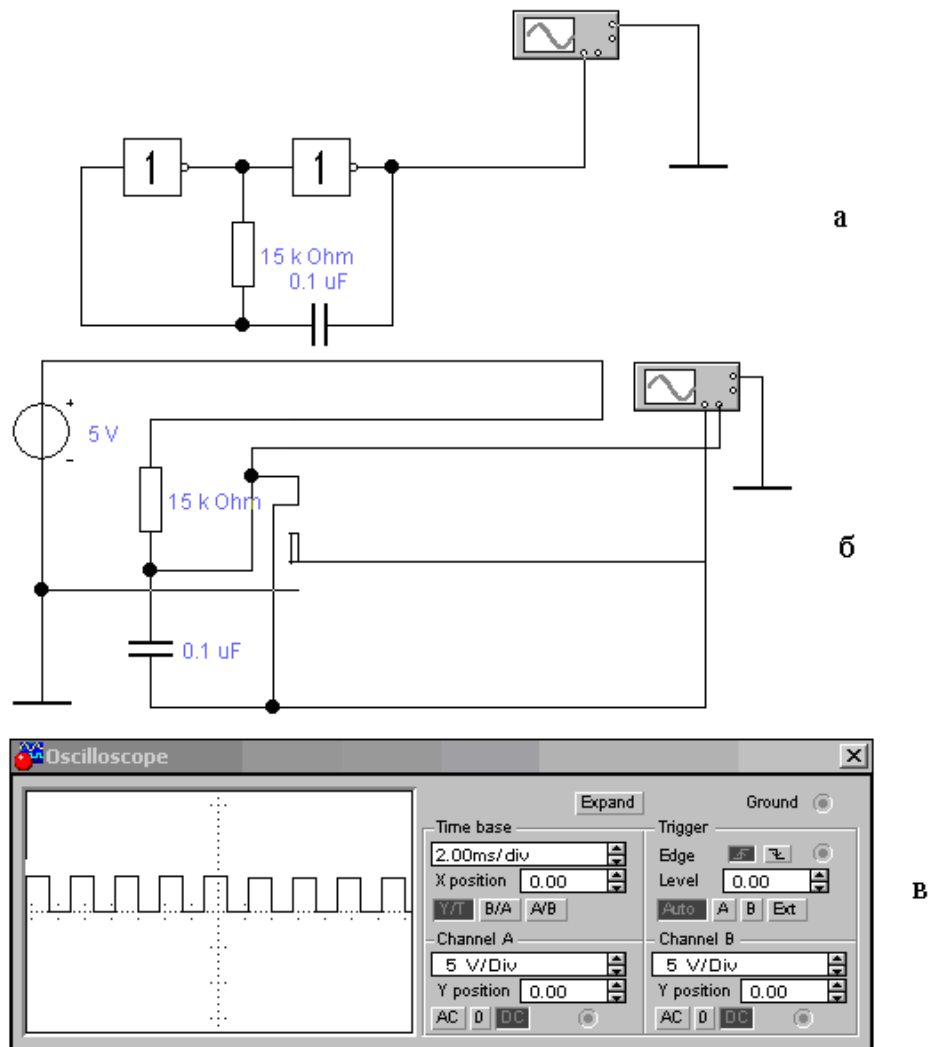 1 1
а
15 k Ohm
0.1 uF
+
5 V
-
15 k Ohm
б
0.1 uF
Oscilloscope
Expand Ground
Time base Trigger
2.00ms/div Edge
X position 0.00 Level 0.00
Y/T B/A A/B Auto A B Ext
в
Channel A Channel B
5 V/Div 5 V/Div
Y position 0.00 Y position 0.00
AC 0 DC AC 0 DC